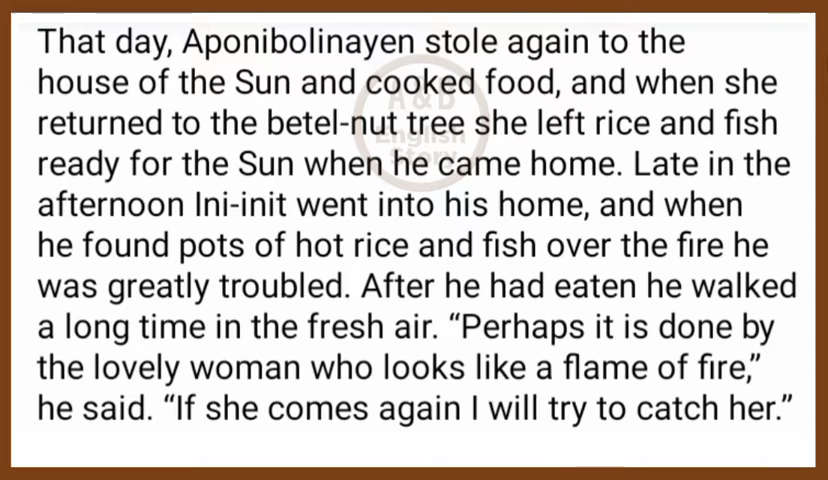 That day, Aponibolinayen stole again to the
house of the Sun and cooked food, and when she
returned to the betel-nut tree she left rice and fish
ready for the Sun when he came home. Late in the
afternoon Ini-init went into his home, and when
he found pots of hot rice and fish over the fire he
was greatly troubled. After he had eaten he walked
a long time in the fresh air. “Perhaps it is done by
the lovely woman who looks like a flame of fire,”
he said. “If she comes again I will try to catch her.”
A & B
English
Story